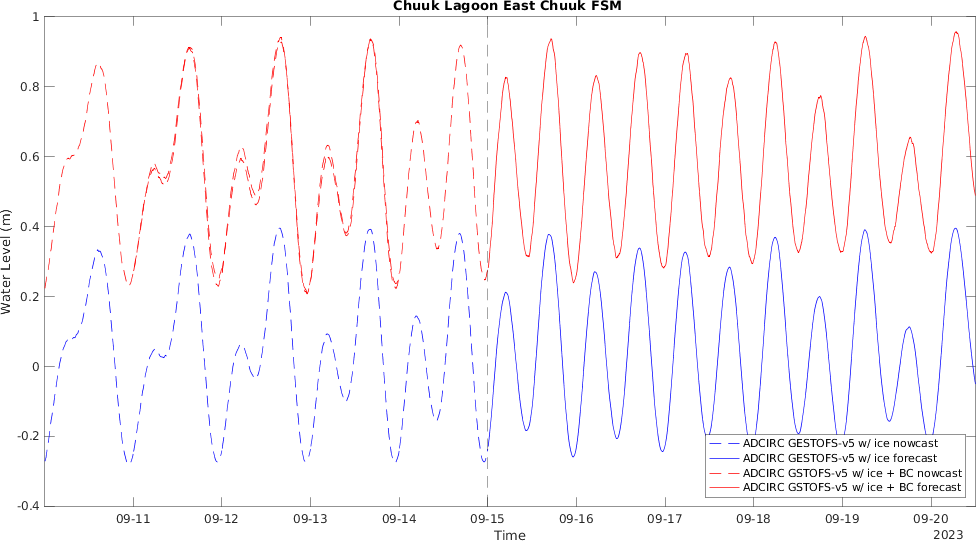 Chuuk Lagoon East Chuuk FSM
1
0.8
0.6
0.4
0.2
0
-0.2
-0.4
Water Level (m)
ADCIRC GESTOFS-v5 w/ ice nowcast
ADCIRC GESTOFS-v5 w/ ice forecast
ADCIRC GSTOFS-v5 w/ ice + BC nowcast
ADCIRC GSTOFS-v5 w/ ice + BC forecast
09-11 09-12 09-13 09-14 09-15 09-16 09-17 09-18 09-19 09-20
Time
2023